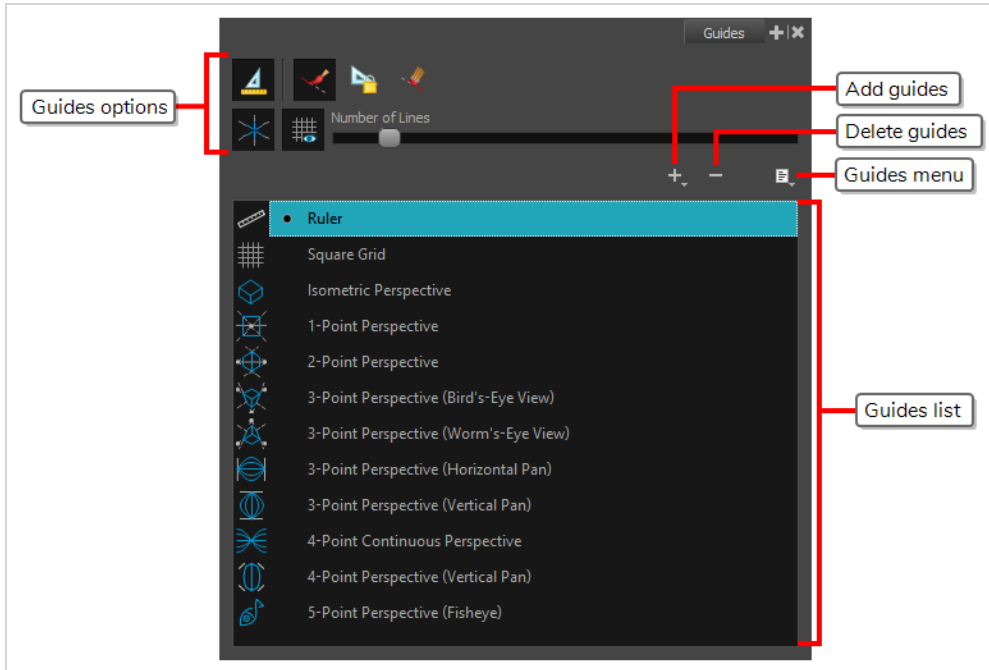 Guides
Guides options
Number of Lines
Add guides
Delete guides
Guides menu
Ruler
Square Grid
Isometric Perspective
1-Point Perspective
2-Point Perspective
3-Point Perspective (Bird's-Eye View)
3-Point Perspective (Worm's-Eye View)
3-Point Perspective (Horizontal Pan)
3-Point Perspective (Vertical Pan)
4-Point Continuous Perspective
4-Point Perspective (Vertical Pan)
5-Point Perspective (Fisheye)
Guides list